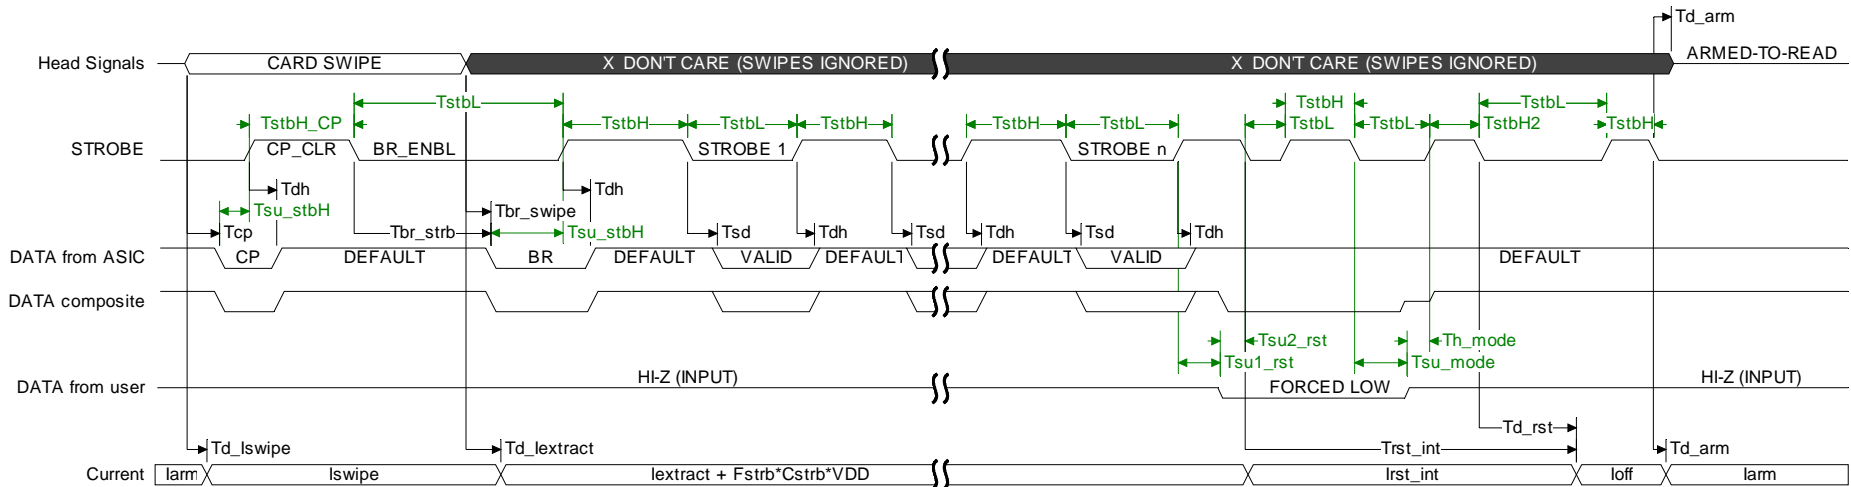 Td_arm
Head Signals CARD SWIPE X DON'T CARE (SWIPES IGNORED) X DON'T CARE (SWIPES IGNORED) ARMED-TO-READ
TstbL TstbH TstbL
TstbH_CP TstbH TstbL TstbH TstbH TstbL TstbL TstbL TstbH2 TstbH
STROBE CP_CLR BR_ENBL STROBE 1 STROBE n
Tdh Tdh
Tsu_stbH Tbr_swipe
Tcp Tbr_strb Tsu_stbH Tsd Tdh Tsd Tdh Tsd Tdh
DATA from ASIC CP DEFAULT BR DEFAULT VALID DEFAULT DEFAULT VALID DEFAULT
DATA composite
Tsu2_rst Th_mode
Tsu1_rst Tsu_mode
DATA from user HI-Z (INPUT) FORCED LOW HI-Z (INPUT)
Td_rst
Td_Iswipe Td_Iextract Trst_int Td_arm
Current Iarm Iswipe Iextract + Fstrb*Cstrb*VDD Irst_int Ioff Iarm